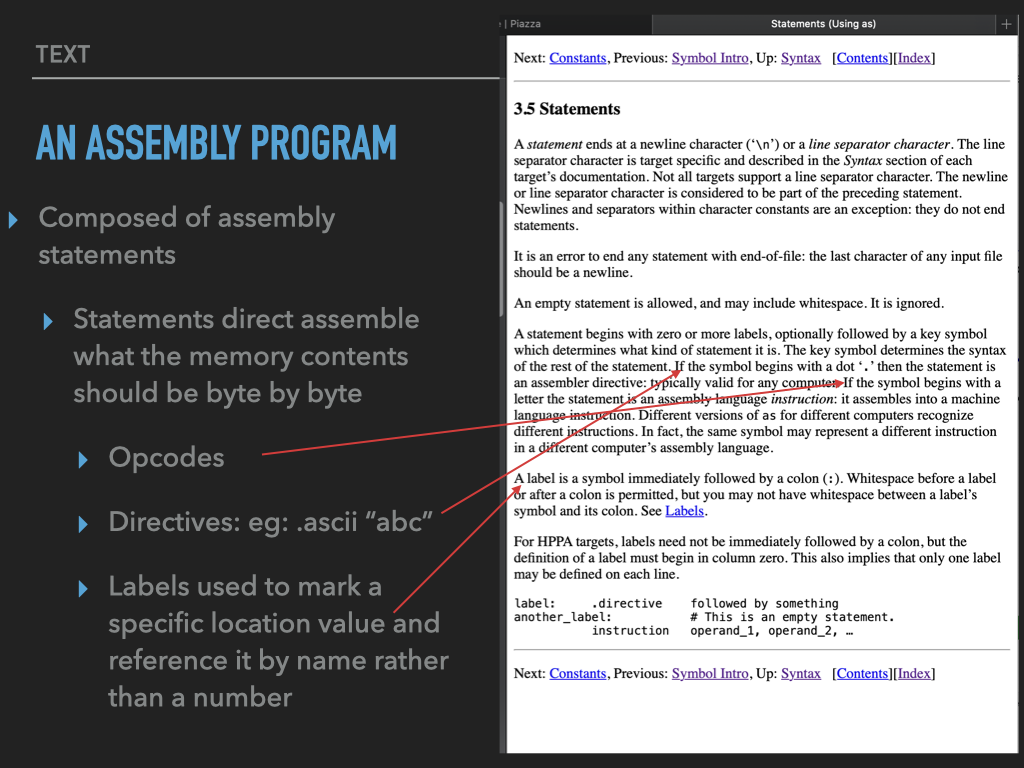 TEXT
AN ASSEMBLY PROGRAM
Composed of assembly
statements
Statements direct assemble
what the memory contents
should be byte by byte
Opcodes
Directives: eg: .ascii “abc”
Labels used to mark a
specific location value and
reference it by name rather
than a number
| Piazza
Statements (Using as)
Next: Constants, Previous: Symbol Intro, Up: Syntax [Contents][Index]
3.5 Statements
A statement ends at a newline character (‘\n’) or a line separator character. The line
separator character is target specific and described in the Syntax section of each
target’s documentation. Not all targets support a line separator character. The newline
or line separator character is considered to be part of the preceding statement.
Newlines and separators within character constants are an exception: they do not end
statements.
It is an error to end any statement with end-of-file: the last character of any input file
should be a newline.
An empty statement is allowed, and may include whitespace. It is ignored.
A statement begins with zero or more labels, optionally followed by a key symbol
which determines what kind of statement it is. The key symbol determines the syntax
of the rest of the statement. If the symbol begins with a dot ‘.’ then the statement is
an assembler directive: typically valid for any computer. If the symbol begins with a
letter the statement is an assembly language instruction: it assembles into a machine
language instruction. Different versions of as for different computers recognize
different instructions. In fact, the same symbol may represent a different instruction
in a different computer’s assembly language.
A label is a symbol immediately followed by a colon (:). Whitespace before a label
or after a colon is permitted, but you may not have whitespace between a label’s
symbol and its colon. See Labels.
For HPPA targets, labels need not be immediately followed by a colon, but the
definition of a label must begin in column zero. This also implies that only one label
may be defined on each line.
label: .directive followed by something
another_label: # This is an empty statement.
instruction operand_1, operand_2, …
Next: Constants, Previous: Symbol Intro, Up: Syntax [Contents][Index]